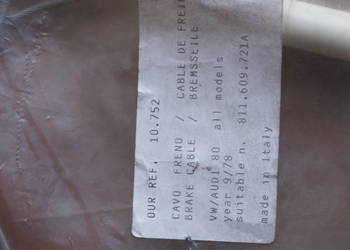 OUR REF. 10.752
CAVO FRENO / CABLE DE FREI
BRAKE CABLE / BREMSSEILE
VW/AUDI 80 all models
year 9/78
suitable n. 811.609.721A
made in Italy